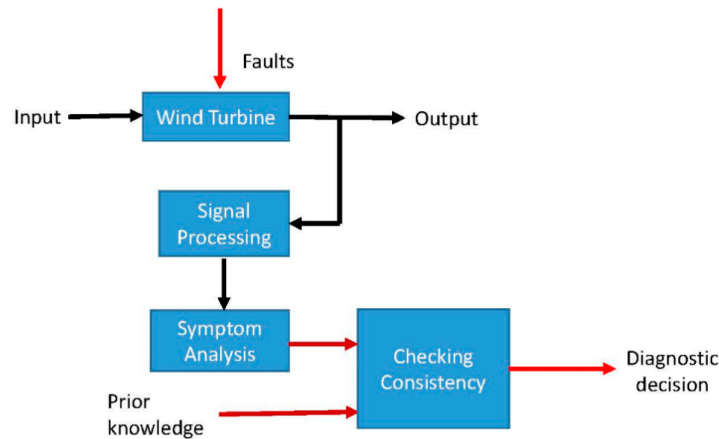 Faults
Input
Wind Turbine
Output
Signal
Processing
Symptom
Analysis
Checking
Consistency
Diagnostic
decision
Prior
knowledge